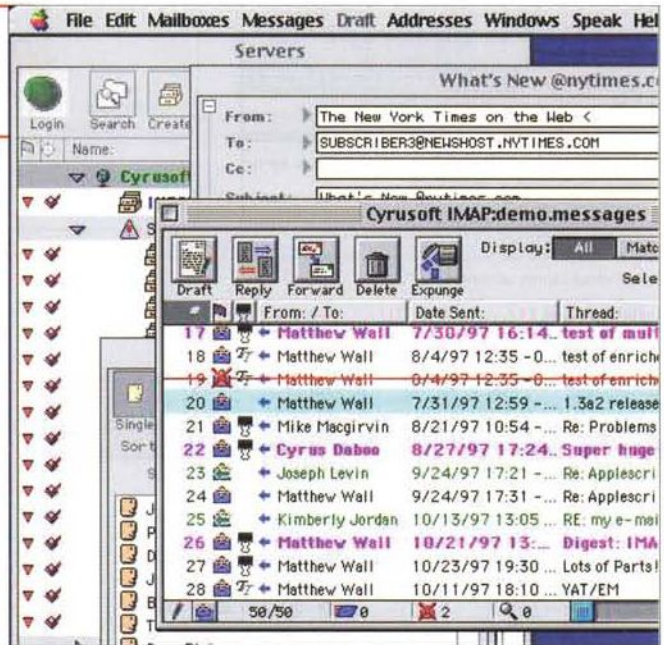 File Edit Mailboxes Messages Draft Addresses Windows Speak Hel
Servers
What's New @nytimes.c
Login Search Create
Name:
Cyrusoft
From: The New York Times on the Web <
To: SUBSCRIBER3@NEWSHOST.NYTIMES.COM
Cc:
Subject: What's New @nytimes.com
Cyrusoft IMAP:demo.messages
Display: All Matc
Draft Reply Forward Delete Expunge
Sele
From: / To: Date Sent: Thread:
17 Matthew Wall 7/30/97 16:14.. test of mult
18 Matthew Wall 8/4/97 12:35 -0... test of enrich
19 Matthew Wall 8/4/97 12:35 -0... test of enrich
20 Matthew Wall 7/31/97 12:59 -... 1.3a2 release
21 Mike Macgirvin 8/21/97 10:54 -... Re: Problems
22 Cyrus Daboo 8/27/97 17:24.. Super huge
23 Joseph Levin 9/24/97 17:21 -... Re: Applescri
24 Matthew Wall 9/24/97 17:31 -... Re: Applescri
25 Kimberly Jordan 10/13/97 13:05 ... RE: my e-mai
26 Matthew Wall 10/21/97 13:... Digest: IMA
27 Matthew Wall 10/23/97 19:30 ... Lots of Parts!
28 Matthew Wall 10/11/97 18:10 ... YAT/EM
50/50 0 2 0
Single
Sort